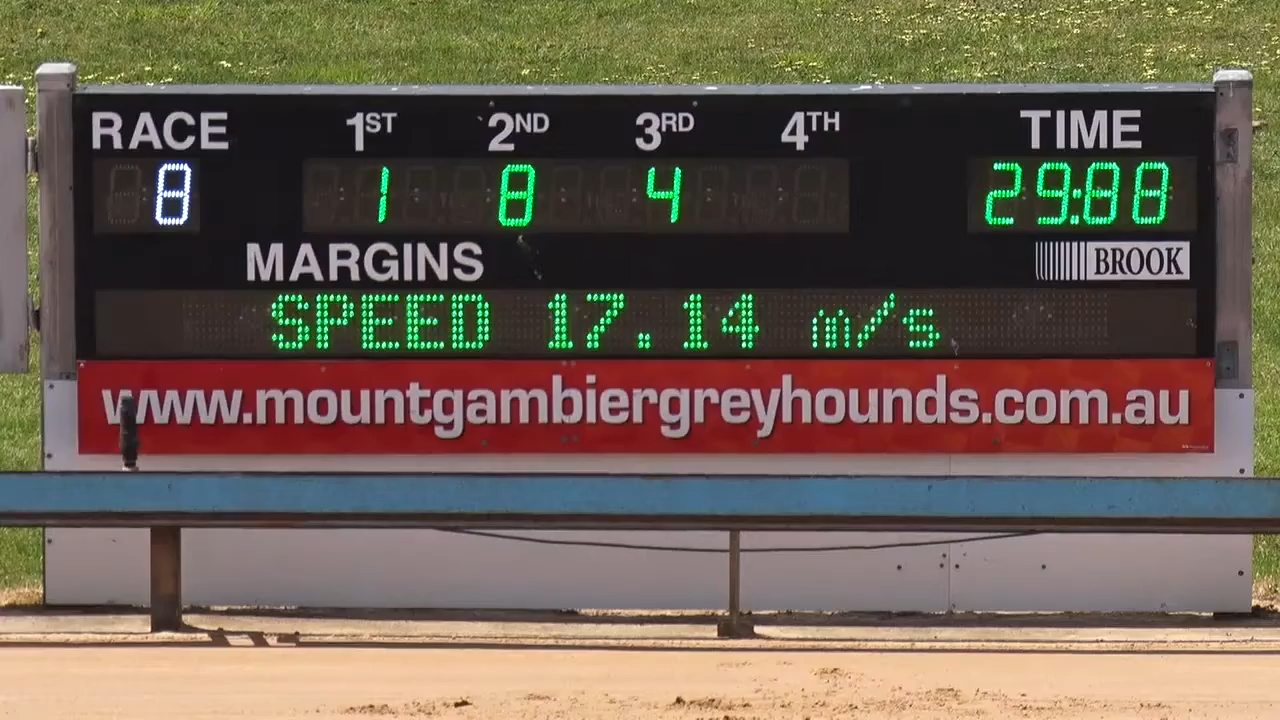 RACE 1ST 2ND 3RD 4TH TIME
8 1 8 4 29:88
MARGINS BROOK
SPEED 17.14 m/s
www.mountgambiergreyhounds.com.au